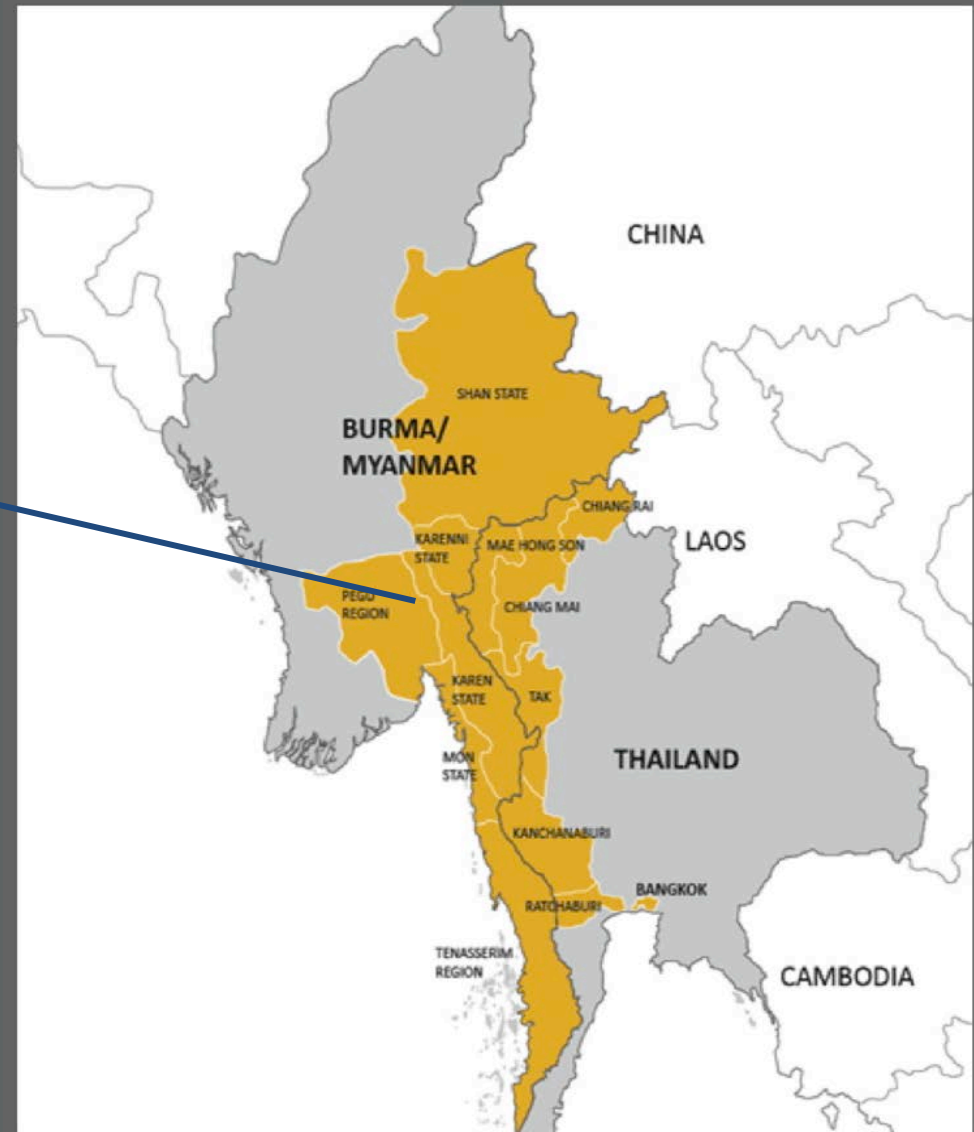 CHINA
SHAN STATE
BURMA/
MYANMAR
CHIANG RAI
KARENNI
STATE
MAE HONG SON
LAOS
PEGU
REGION
CHIANG MAI
KAREN
STATE
TAK
MON
STATE
THAILAND
KANCHANABURI
BANGKOK
RATCHABURI
TENASSERIM
REGION
CAMBODIA